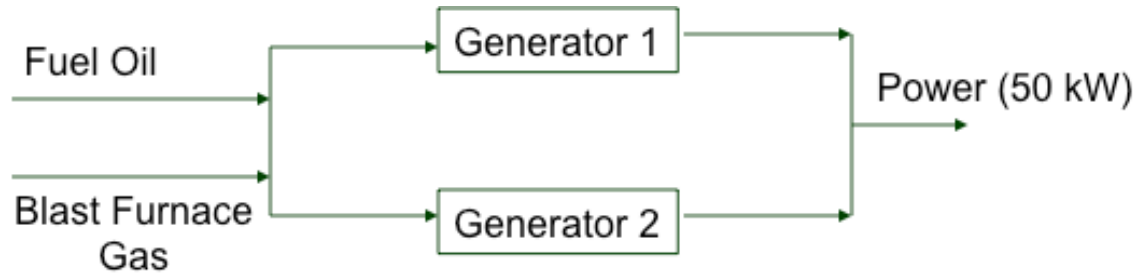 Fuel Oil
Generator 1
Power (50 kW)
Blast Furnace
Gas
Generator 2